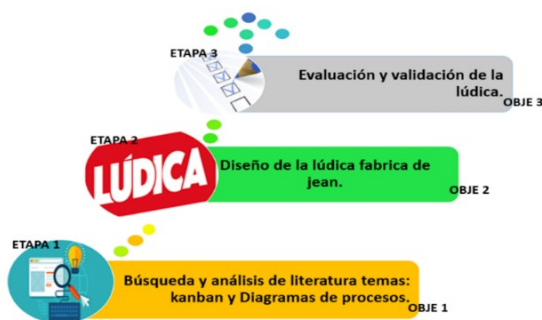 ETAPA 3
Evaluación y validación de la
lúdica.
OBJE 3
ETAPA 2
LÚDICA
Diseño de la lúdica fabrica de
jean.
OBJE 2
ETAPA 1
Búsqueda y análisis de literatura temas:
kanban y Diagramas de procesos.
OBJE 1